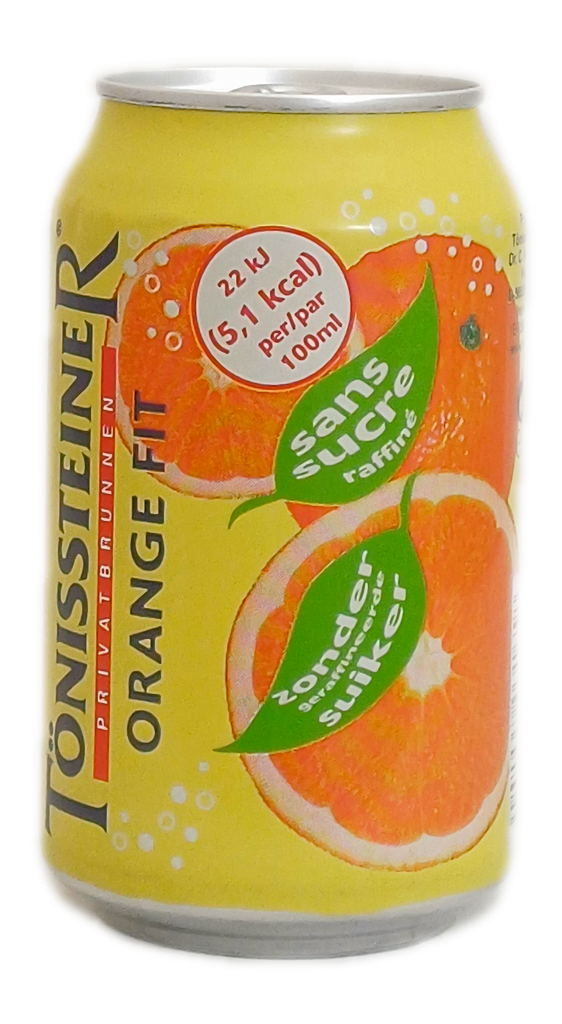 TÖNISSTEINER®
PRIVATBRUNNEN
ORANGE FIT
22 kJ
(5,1 kcal)
per/par
100ml
sans
sucre
raffiné
zonder
geraffineerde
suiker